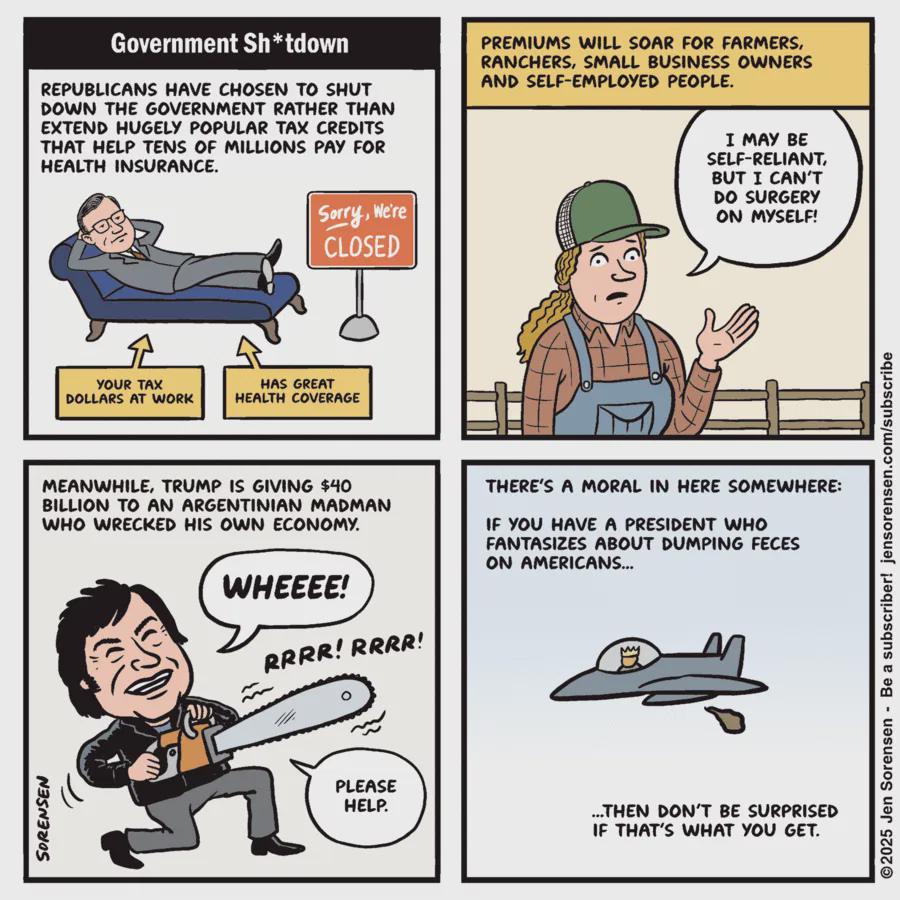 Government Sh*tdown
REPUBLICANS HAVE CHOSEN TO SHUT
DOWN THE GOVERNMENT RATHER THAN
EXTEND HUGELY POPULAR TAX CREDITS
THAT HELP TENS OF MILLIONS PAY FOR
HEALTH INSURANCE.
Sorry, We're
CLOSED
YOUR TAX
DOLLARS AT WORK
HAS GREAT
HEALTH COVERAGE
PREMIUMS WILL SOAR FOR FARMERS,
RANCHERS, SMALL BUSINESS OWNERS
AND SELF-EMPLOYED PEOPLE.
I MAY BE
SELF-RELIANT,
BUT I CAN'T
DO SURGERY
ON MYSELF!
MEANWHILE, TRUMP IS GIVING $40
BILLION TO AN ARGENTINIAN MADMAN
WHO WRECKED HIS OWN ECONOMY.
WHEEEE!
RRRR! RRRR!
PLEASE
HELP.
SORENSEN
THERE'S A MORAL IN HERE SOMEWHERE:
IF YOU HAVE A PRESIDENT WHO
FANTASIZES ABOUT DUMPING FECES
ON AMERICANS...
...THEN DON'T BE SURPRISED
IF THAT'S WHAT YOU GET.
©2025 Jen Sorensen - Be a subscriber! jensorensen.com/subscribe